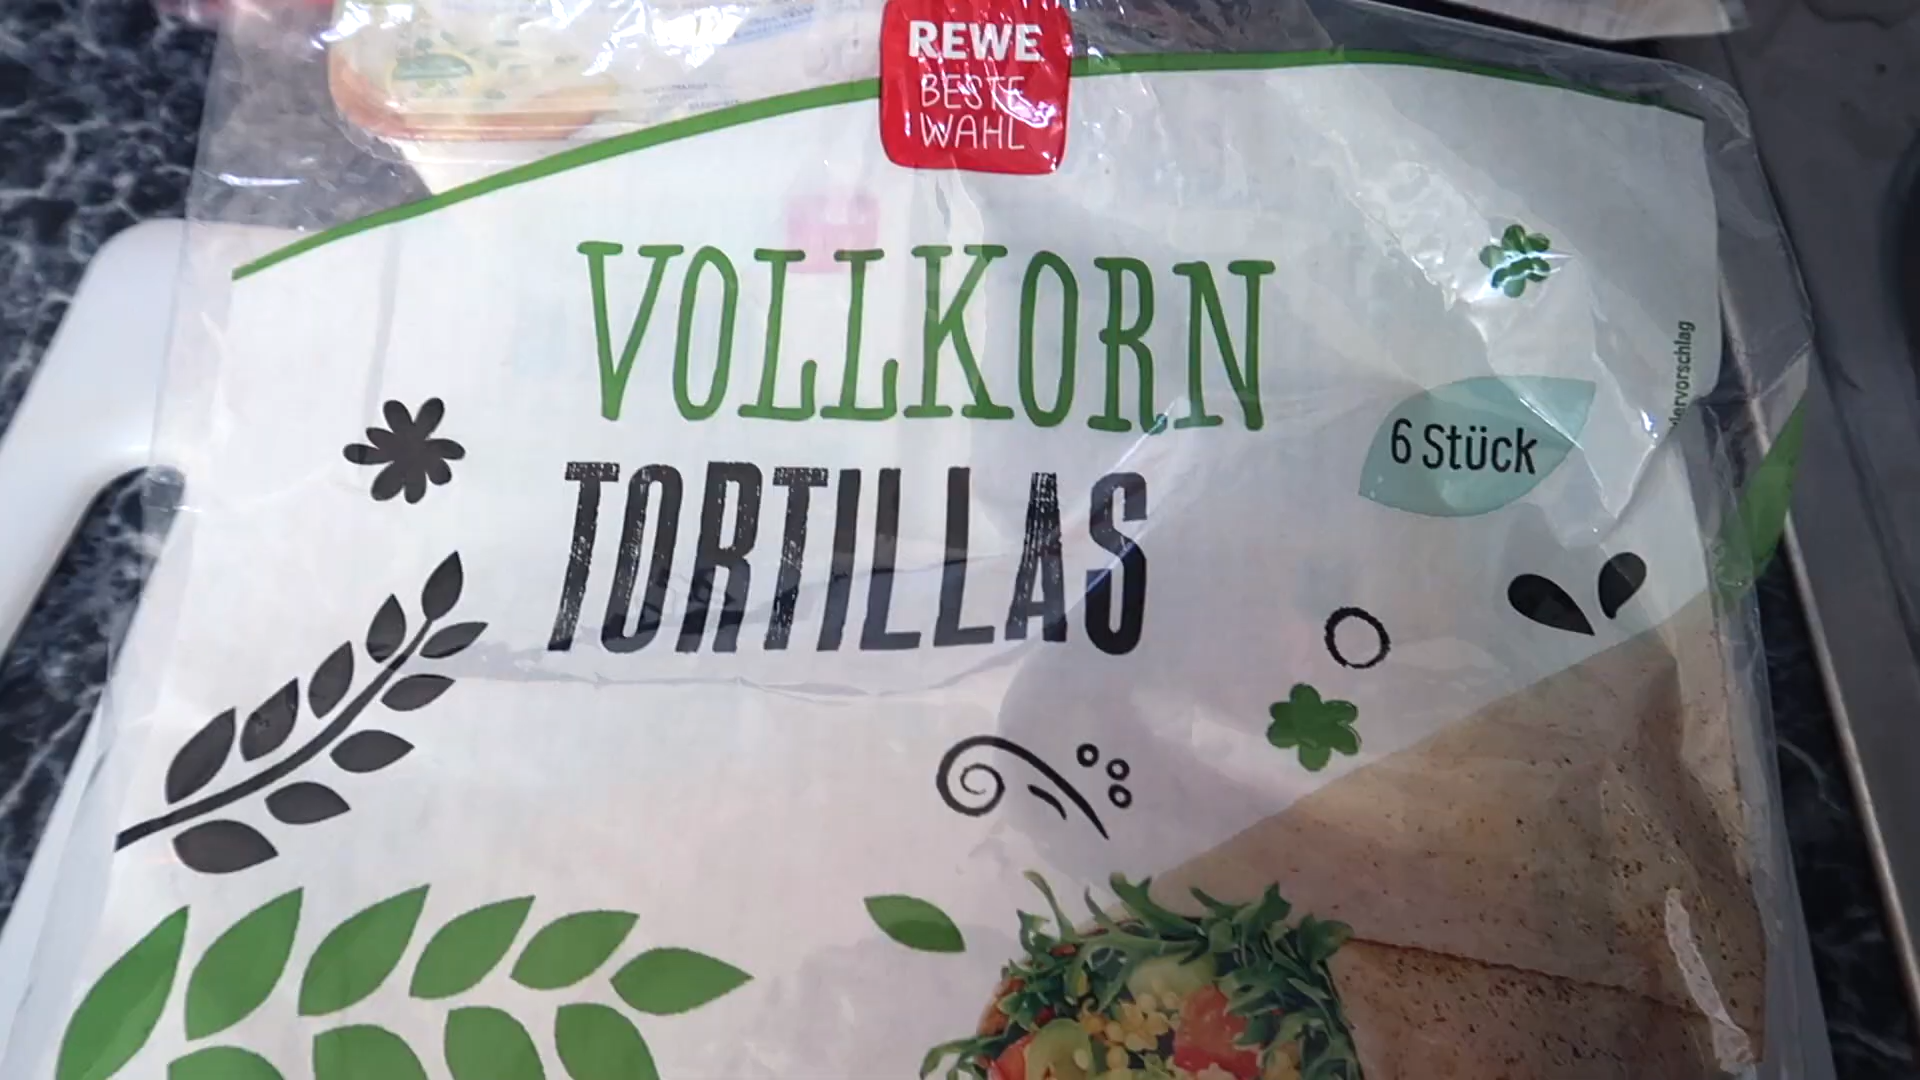 REWE
BESTE
WAHL
VOLLKORN
TORTILLAS
6 Stück